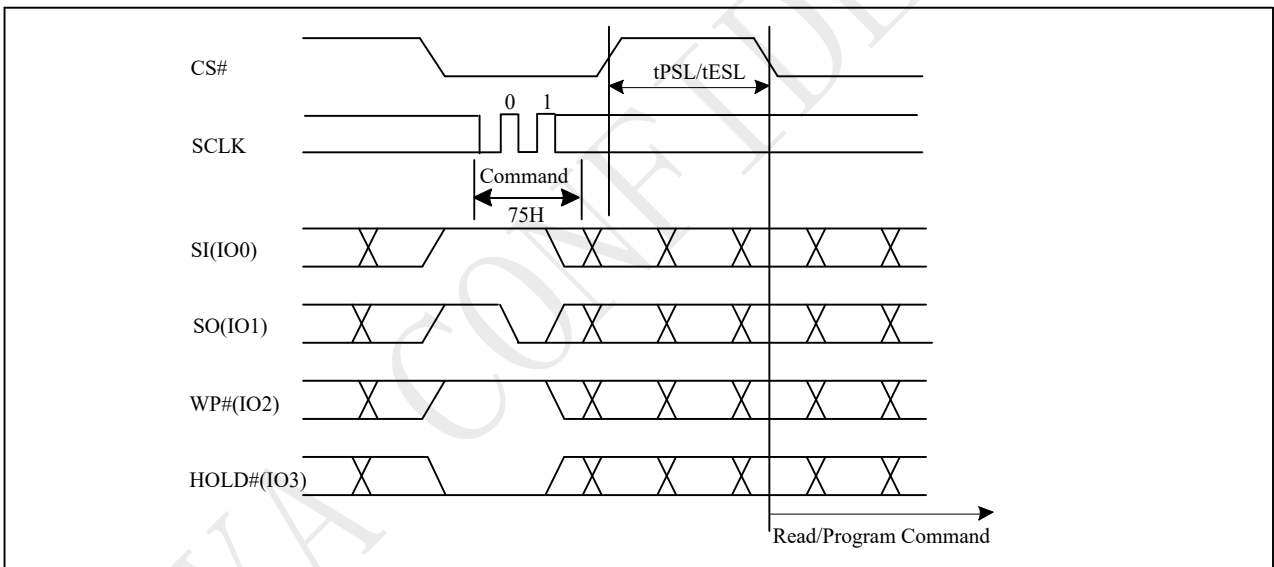 CS#
tPSL/tESL
0 1
SCLK
Command
75H
SI(IO0)
SO(IO1)
WP#(IO2)
HOLD#(IO3)
Read/Program Command